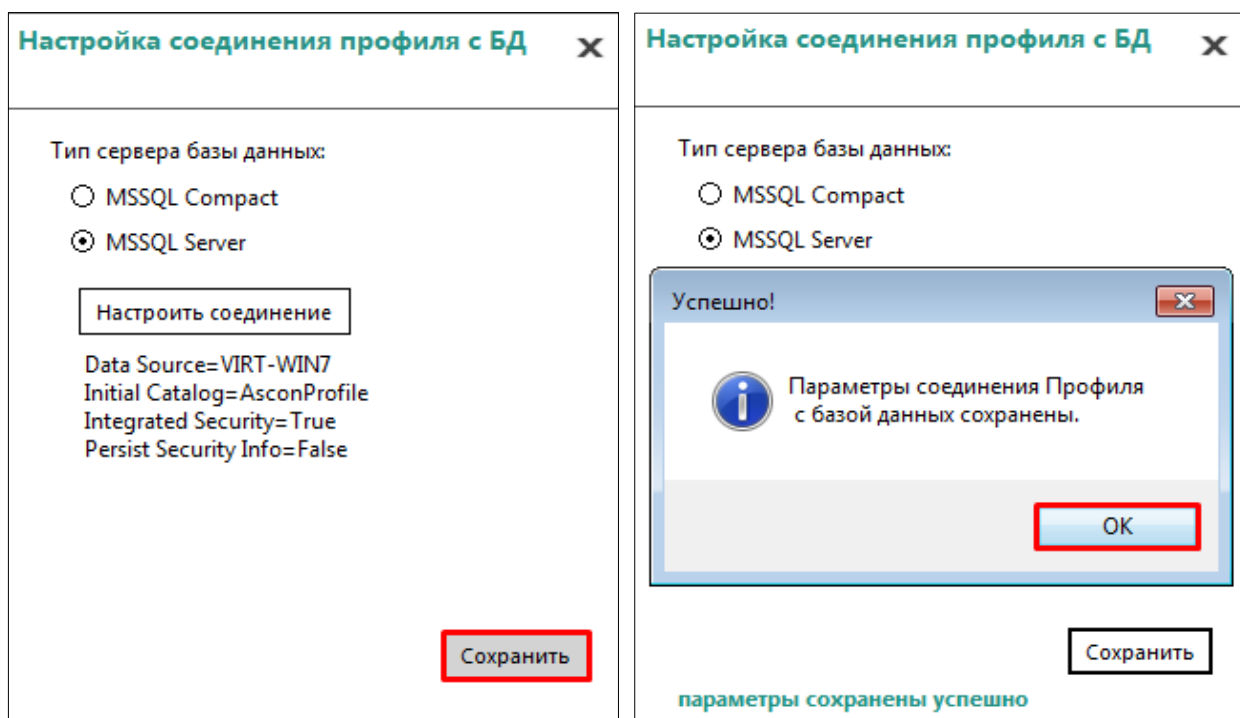 Настройка соединения профиля с БД
Тип сервера базы данных:
MSSQL Compact
MSSQL Server
Настроить соединение
Data Source=VIRT-WIN7
Initial Catalog=AsconProfile
Integrated Security=True
Persist Security Info=False
Сохранить
Настройка соединения профиля с БД
Тип сервера базы данных:
MSSQL Compact
MSSQL Server
Успешно!
Параметры соединения Профиля
с базой данных сохранены.
OK
Сохранить
параметры сохранены успешно